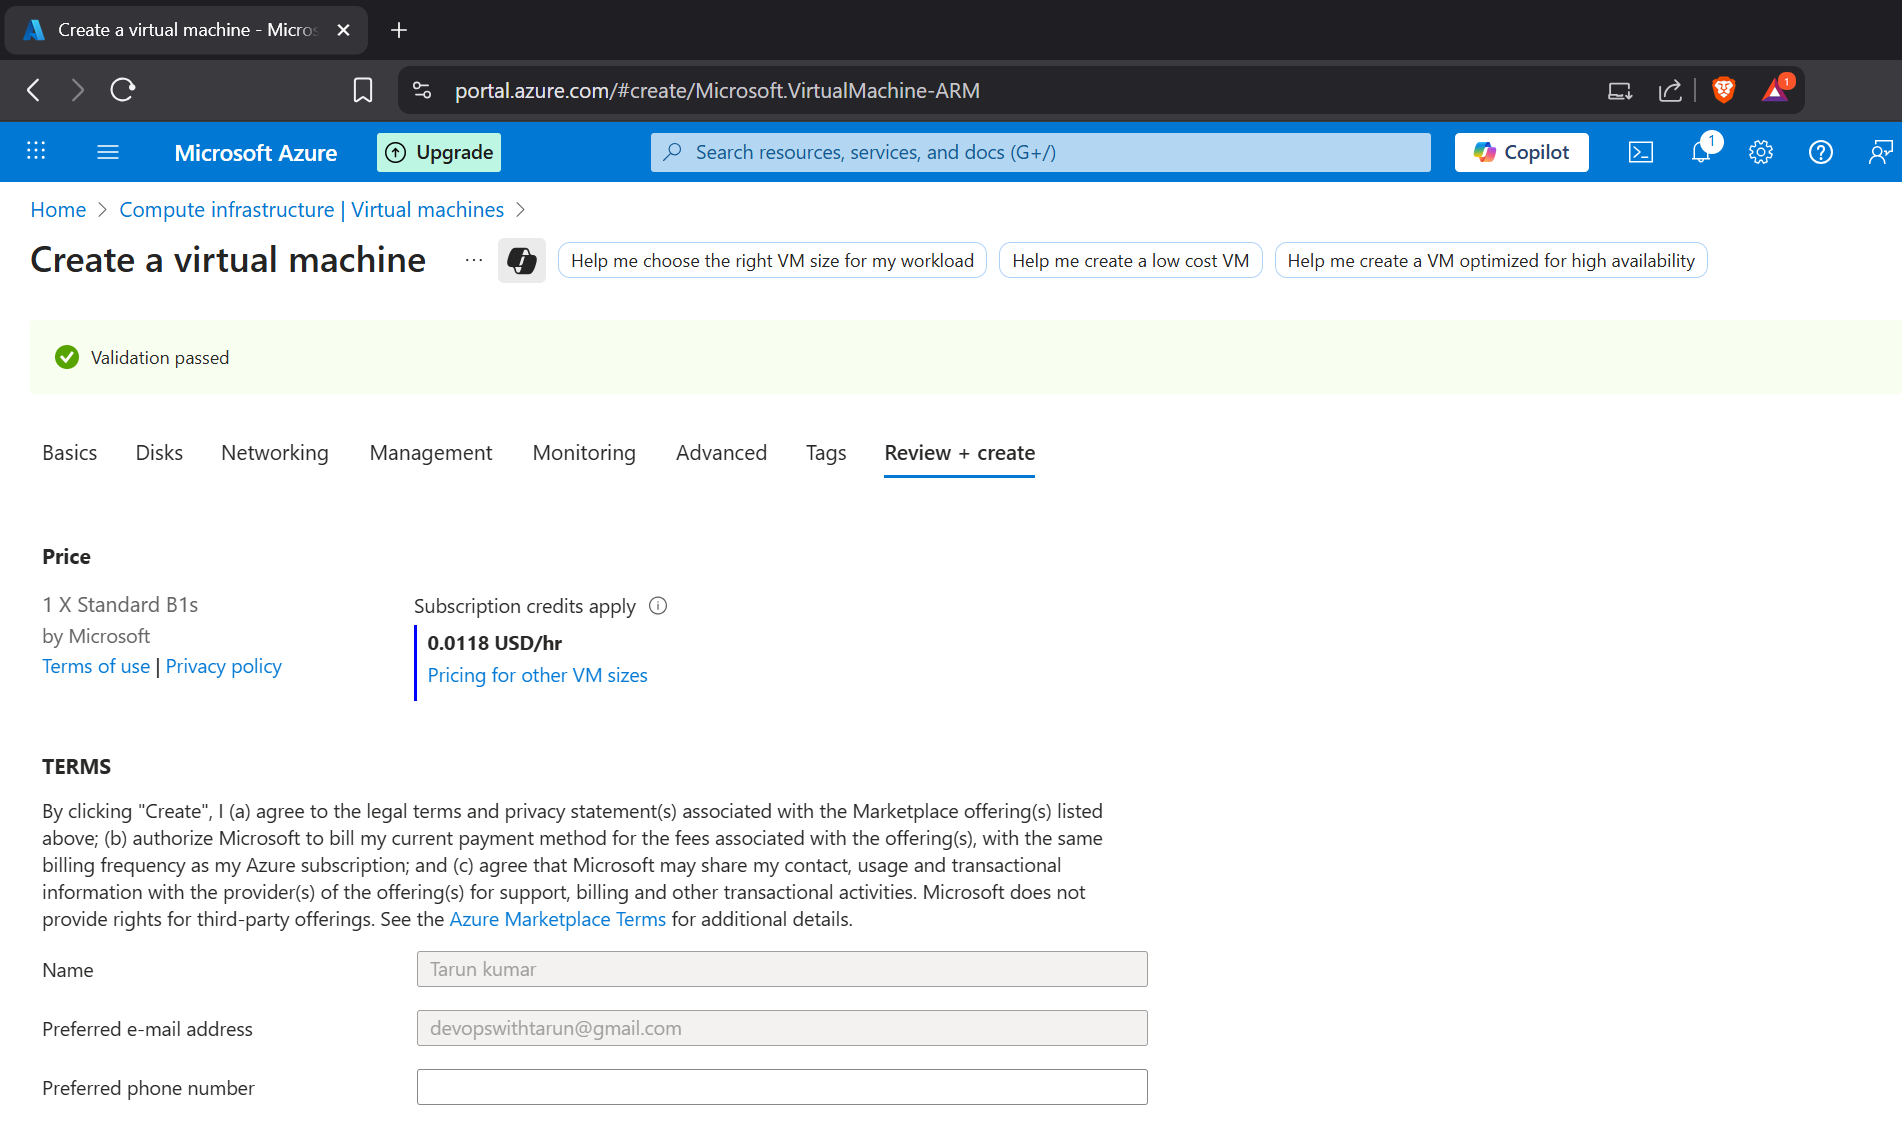 Create a virtual machine - Micros
portal.azure.com/#create/Microsoft.VirtualMachine-ARM
1
Microsoft Azure
Upgrade
Search resources, services, and docs (G+/)
Copilot
1
Home > Compute infrastructure | Virtual machines >
Create a virtual machine ...
Help me choose the right VM size for my workload
Help me create a low cost VM
Help me create a VM optimized for high availability
Validation passed
Basics Disks Networking Management Monitoring Advanced Tags Review + create
Price
1 X Standard B1s
by Microsoft
Terms of use | Privacy policy
Subscription credits apply
0.0118 USD/hr
Pricing for other VM sizes
TERMS
By clicking "Create", I (a) agree to the legal terms and privacy statement(s) associated with the Marketplace offering(s) listed
above; (b) authorize Microsoft to bill my current payment method for the fees associated with the offering(s), with the same
billing frequency as my Azure subscription; and (c) agree that Microsoft may share my contact, usage and transactional
information with the provider(s) of the offering(s) for support, billing and other transactional activities. Microsoft does not
provide rights for third-party offerings. See the Azure Marketplace Terms for additional details.
Name
Tarun kumar
Preferred e-mail address
devopswithtarun@gmail.com
Preferred phone number